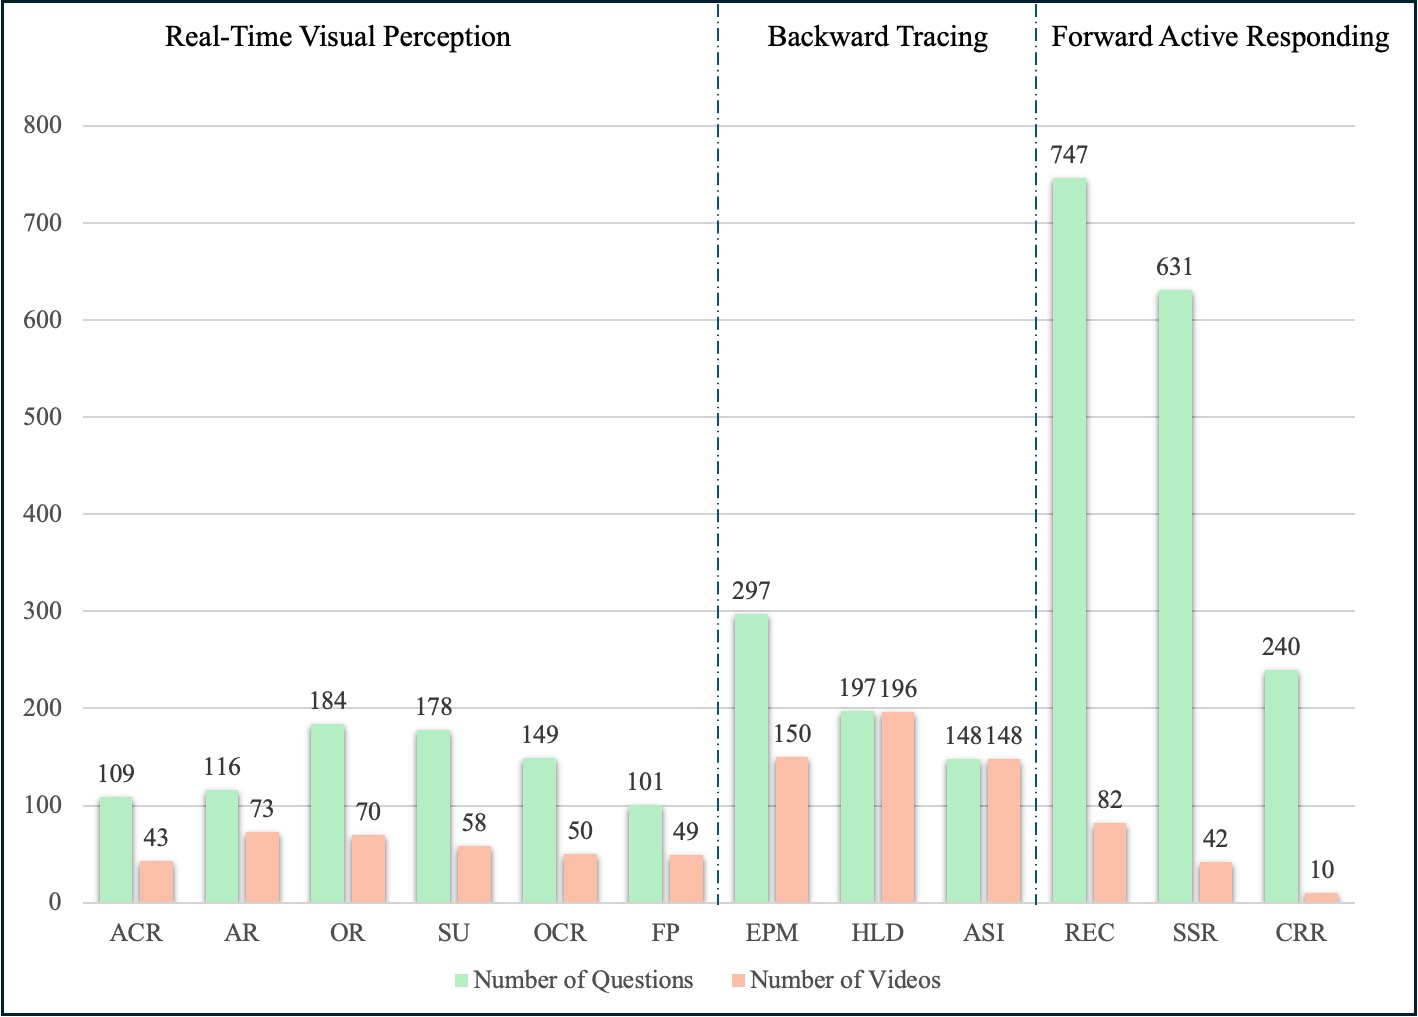 Real-Time Visual Perception
Backward Tracing
Forward Active Responding
800
700
600
500
400
300
200
100
0
109
43
116
73
184
70
178
58
149
50
101
49
297
150
197
196
148
148
747
82
631
42
240
10
ACR
AR
OR
SU
OCR
FP
EPM
HLD
ASI
REC
SSR
CRR
Number of Questions
Number of Videos